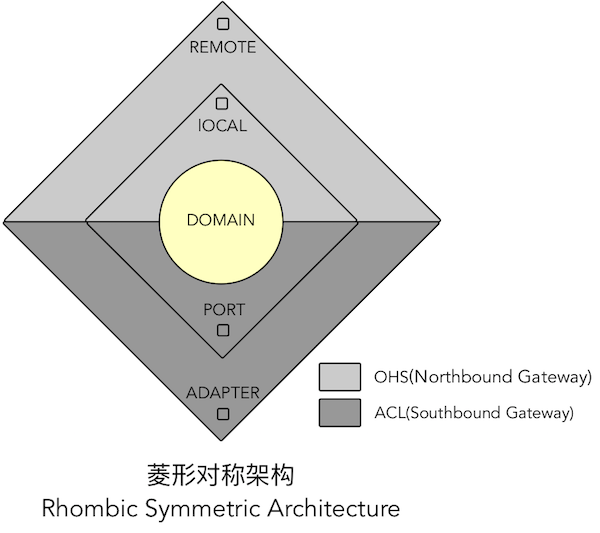 REMOTE
lOCAL
DOMAIN
PORT
ADAPTER
OHS(Northbound Gateway)
ACL(Southbound Gateway)
菱形对称架构
Rhombic Symmetric Architecture